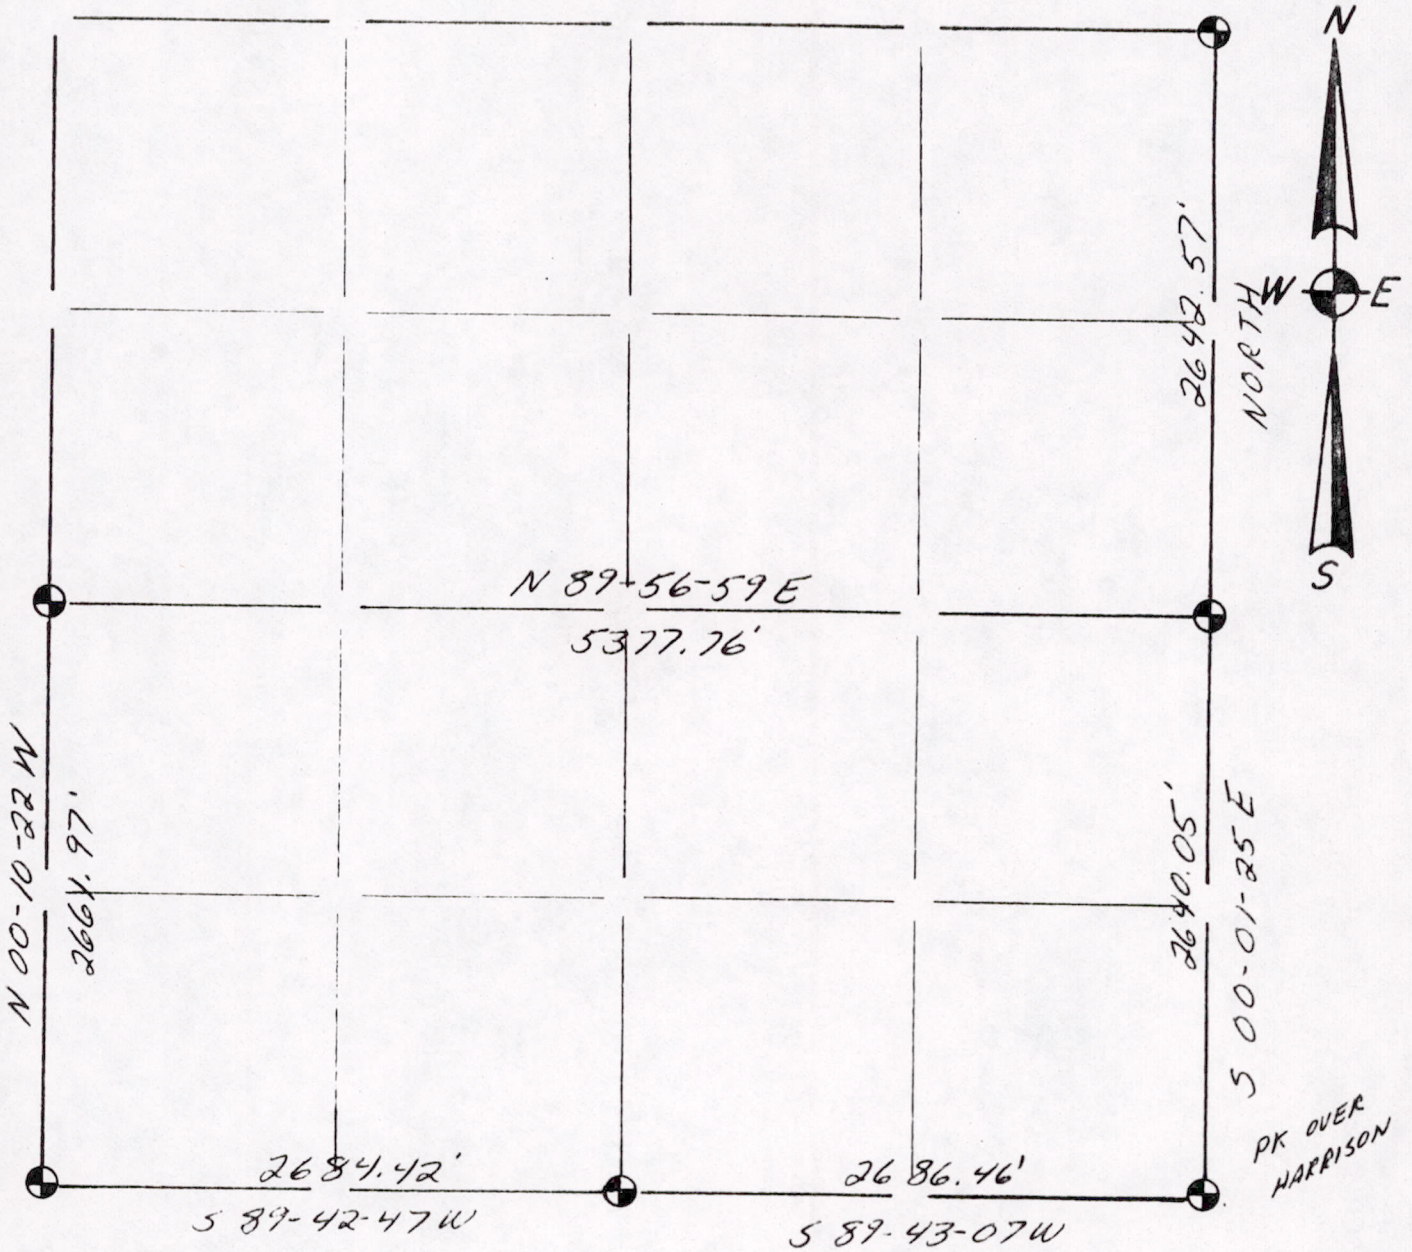 N
W E
S
2642.57'
NORTH
N 89-56-59 E
5377.76'
N 00-10-22 W
2661.97'
2640.05'
S 00-01-25 E
PK OVER
HARRISON
2684.42'
S 89-42-47 W
2686.46'
S 89-43-07 W